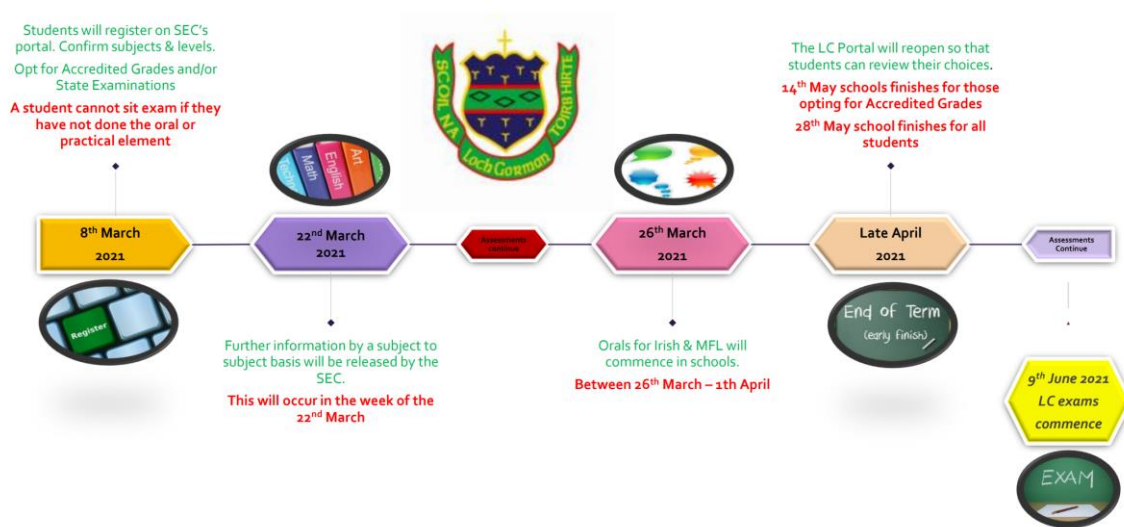 Students will register on SEC's
portal. Confirm subjects & levels.
Opt for Accredited Grades and/or
State Examinations
A student cannot sit exam if they
have not done the oral or
practical element
8th March
2021
Register
Techno
Math
English
Art
22nd March
2021
Further information by a subject to
subject basis will be released by the
SEC.
This will occur in the week of the
22nd March
SCOIL NA
Loch Gorman
TOIRBHIRTE
Assessments
continue
26th March
2021
Orals for Irish & MFL will
commence in schools.
Between 26th March – 1th April
The LC Portal will reopen so that
students can review their choices.
14th May schools finishes for those
opting for Accredited Grades
28th May school finishes for all
students
Late April
2021
End of Term
(early finish)
Assessments
Continue
9th June 2021
LC exams
commence
EXAM